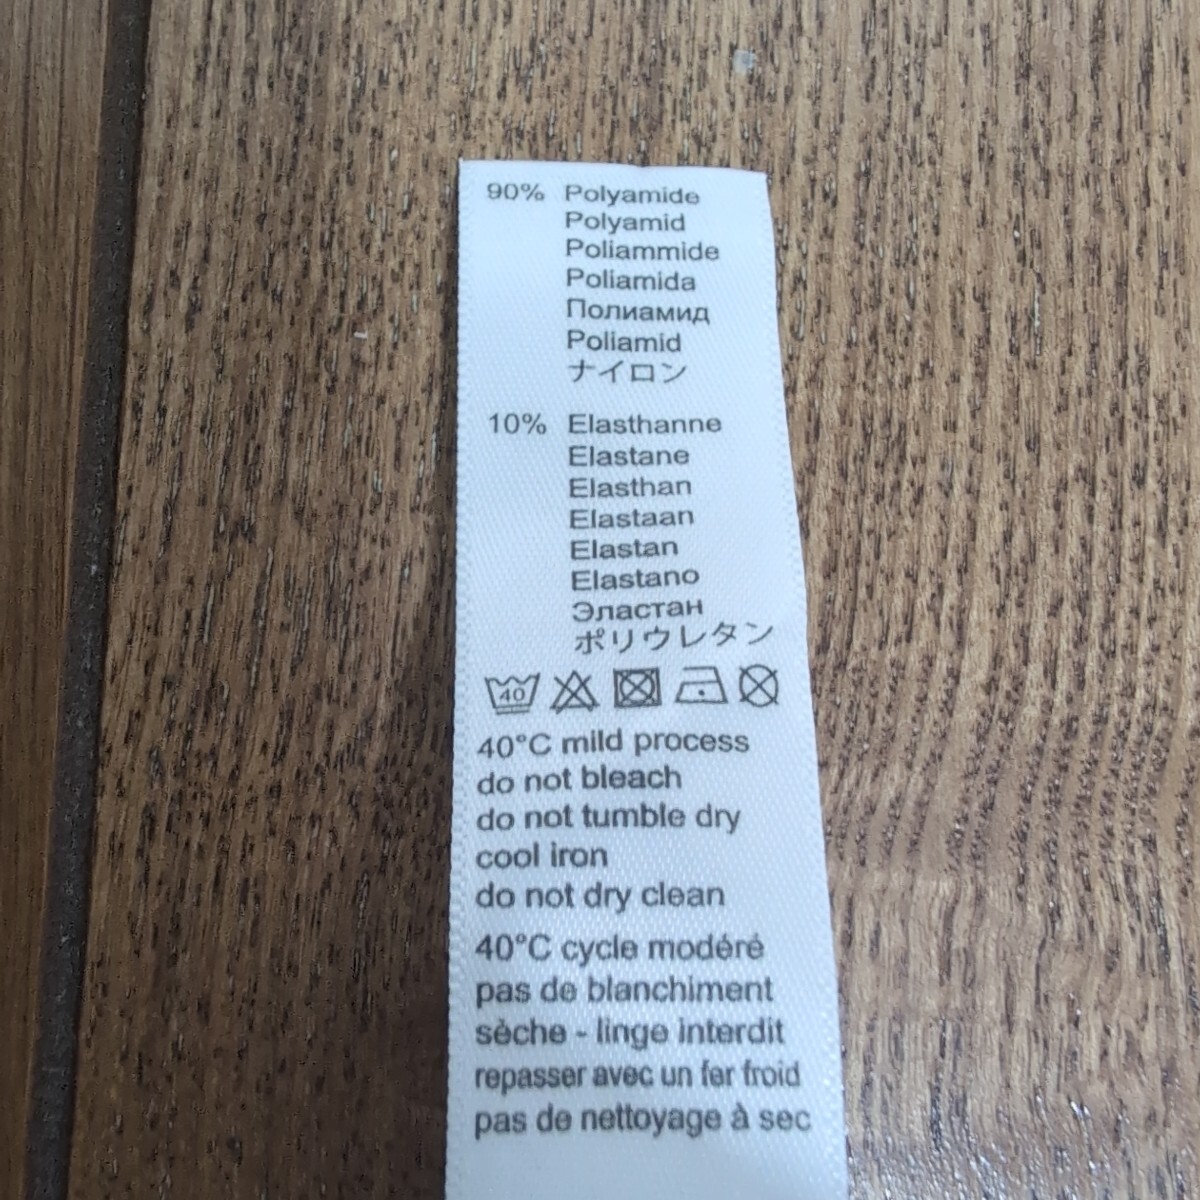 90% Polyamide
Polyamid
Poliammide
Poliamida
Полиамид
Poliamid
ナイロン
10% Elasthanne
Elastane
Elasthan
Elastaan
Elastan
Elastano
Эластан
ポリウレタン
40
40°C mild process
do not bleach
do not tumble dry
cool iron
do not dry clean
40°C cycle modéré
pas de blanchiment
sèche - linge interdit
repasser avec un fer froid
pas de nettoyage à sec